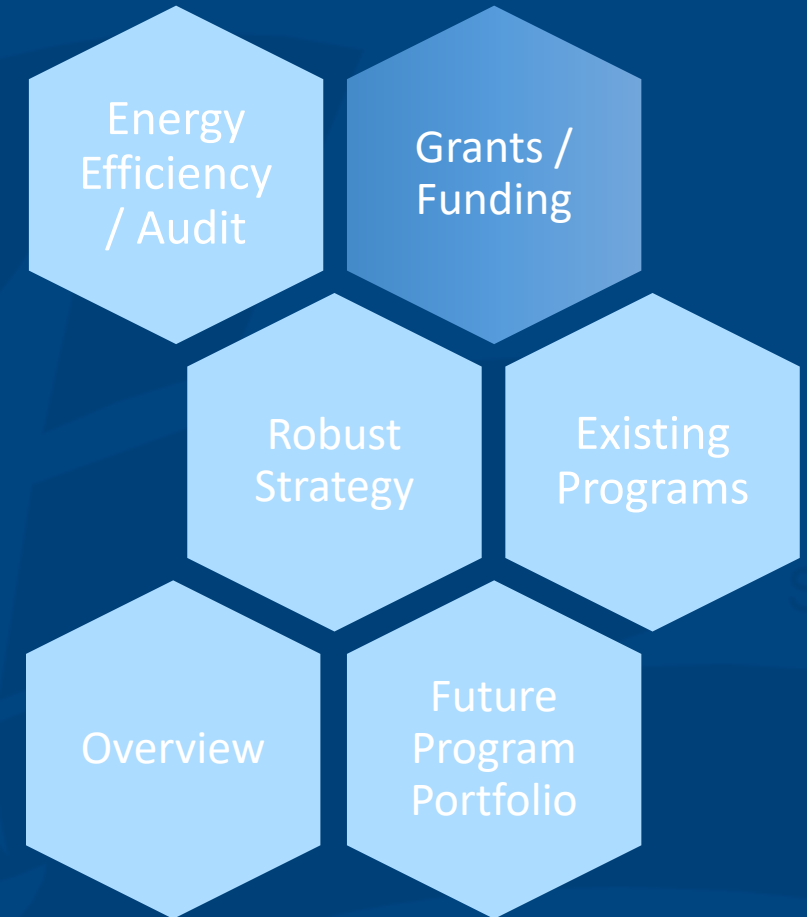 Energy
Efficiency
/ Audit
Grants /
Funding
Robust
Strategy
Existing
Programs
Overview
Future
Program
Portfolio